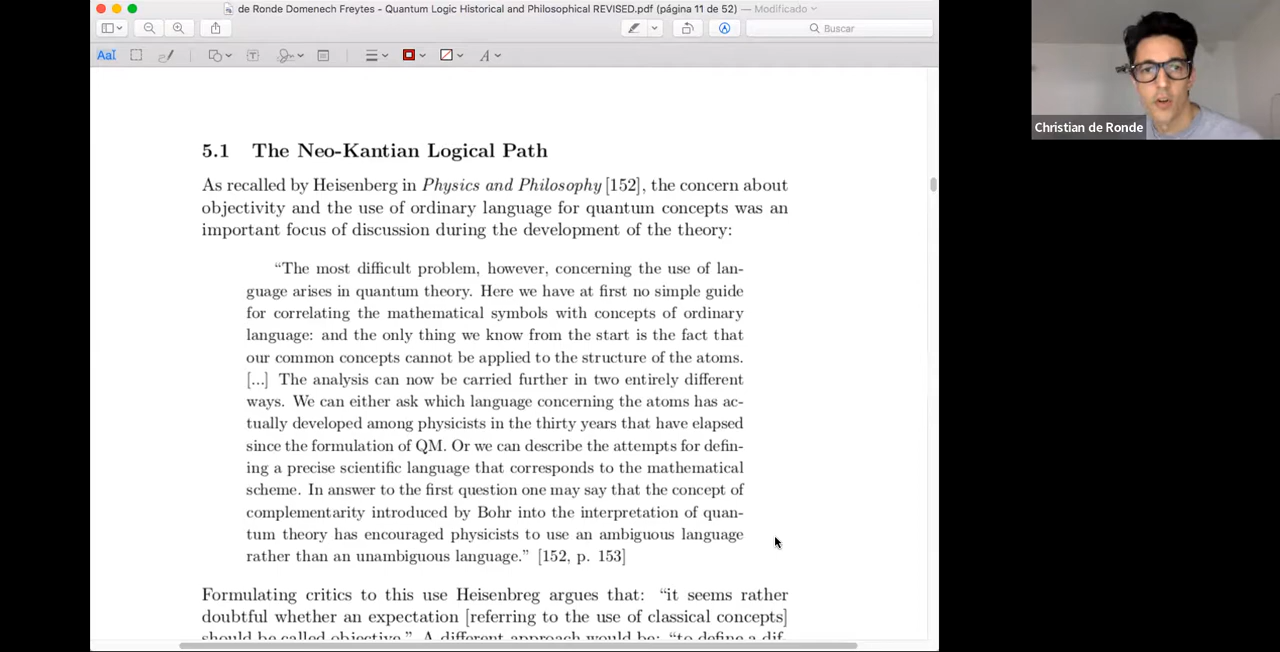 de Ronde Domenech Freytes - Quantum Logic Historical and Philosophical REVISED.pdf (página 11 de 52) — Modificado
Buscar
AaI
A
5.1 The Neo-Kantian Logical Path
As recalled by Heisenberg in Physics and Philosophy [152], the concern about
objectivity and the use of ordinary language for quantum concepts was an
important focus of discussion during the development of the theory:
“The most difficult problem, however, concerning the use of lan-
guage arises in quantum theory. Here we have at first no simple guide
for correlating the mathematical symbols with concepts of ordinary
language: and the only thing we know from the start is the fact that
our common concepts cannot be applied to the structure of the atoms.
[...] The analysis can now be carried further in two entirely different
ways. We can either ask which language concerning the atoms has ac-
tually developed among physicists in the thirty years that have elapsed
since the formulation of QM. Or we can describe the attempts for defin-
ing a precise scientific language that corresponds to the mathematical
scheme. In answer to the first question one may say that the concept of
complementarity introduced by Bohr into the interpretation of quan-
tum theory has encouraged physicists to use an ambiguous language
rather than an unambiguous language.” [152, p. 153]
Formulating critics to this use Heisenbreg argues that: “it seems rather
doubtful whether an expectation [referring to the use of classical concepts]
should be called objective.” A different approach would be: “to define a dif-
Christian de Ronde